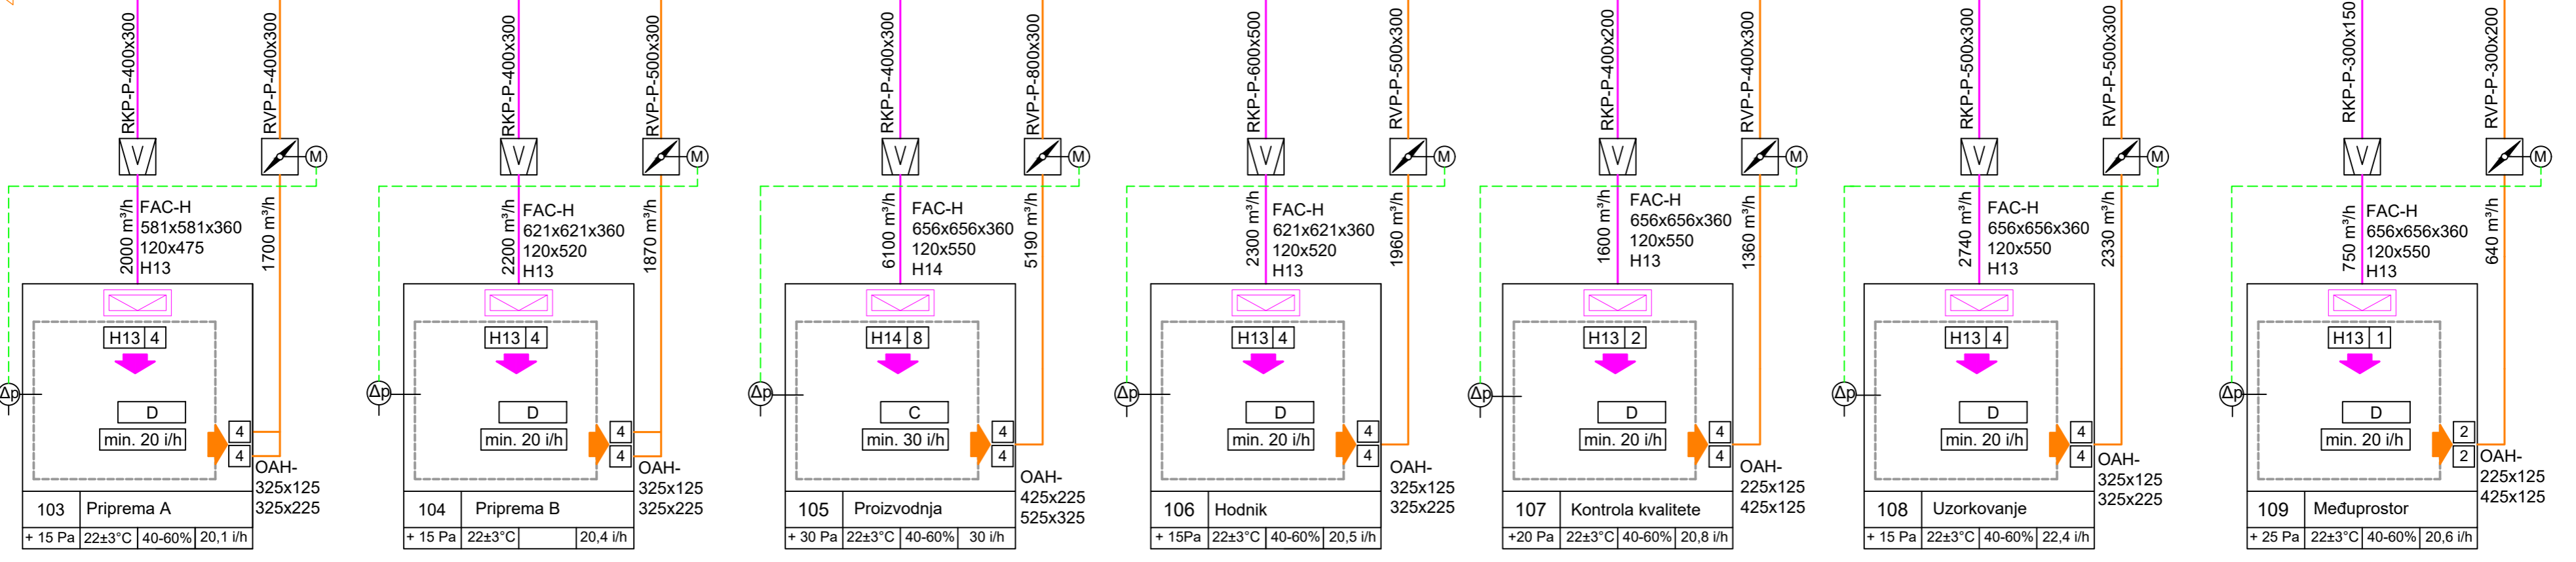 RKP-P-400x300
RVP-P-400x300
M
V
2000 m³/h
FAC-H
581x581x360
120x475
H13
1700 m³/h
H13 4
Δp
D
min. 20 i/h
4
4
OAH-
325x125
325x225
103 Priprema A
+ 15 Pa 22±3°C 40-60% 20,1 i/h
RKP-P-400x300
RVP-P-500x300
M
V
2200 m³/h
FAC-H
621x621x360
120x520
H13
1870 m³/h
H13 4
Δp
D
min. 20 i/h
4
4
OAH-
325x125
325x225
104 Priprema B
+ 15 Pa 22±3°C 20,4 i/h
RKP-P-400x300
RVP-P-800x300
M
V
6100 m³/h
FAC-H
656x656x360
120x550
H14
5190 m³/h
H14 8
Δp
C
min. 30 i/h
4
4
OAH-
425x225
525x325
105 Proizvodnja
+ 30 Pa 22±3°C 40-60% 30 i/h
RKP-P-600x500
RVP-P-500x300
M
V
2300 m³/h
FAC-H
621x621x360
120x520
H13
1960 m³/h
H13 4
Δp
D
min. 20 i/h
4
4
OAH-
325x125
325x225
106 Hodnik
+ 15Pa 22±3°C 40-60% 20,5 i/h
RKP-P-400x200
RVP-P-400x300
M
V
1600 m³/h
FAC-H
656x656x360
120x550
H13
1360 m³/h
H13 2
Δp
D
min. 20 i/h
4
4
OAH-
225x125
425x125
107 Kontrola kvalitete
+20 Pa 22±3°C 40-60% 20,8 i/h
RKP-P-500x300
RVP-P-500x300
M
V
2740 m³/h
FAC-H
656x656x360
120x550
H13
2330 m³/h
H13 4
Δp
D
min. 20 i/h
4
4
OAH-
325x125
325x225
108 Uzorkovanje
+ 15 Pa 22±3°C 40-60% 22,4 i/h
RKP-P-300x150
RVP-P-300x200
M
V
750 m³/h
FAC-H
656x656x360
120x550
H13
640 m³/h
H13 1
Δp
D
min. 20 i/h
2
2
OAH-
225x125
425x125
109 Međuprostor
+ 25 Pa 22±3°C 40-60% 20,6 i/h